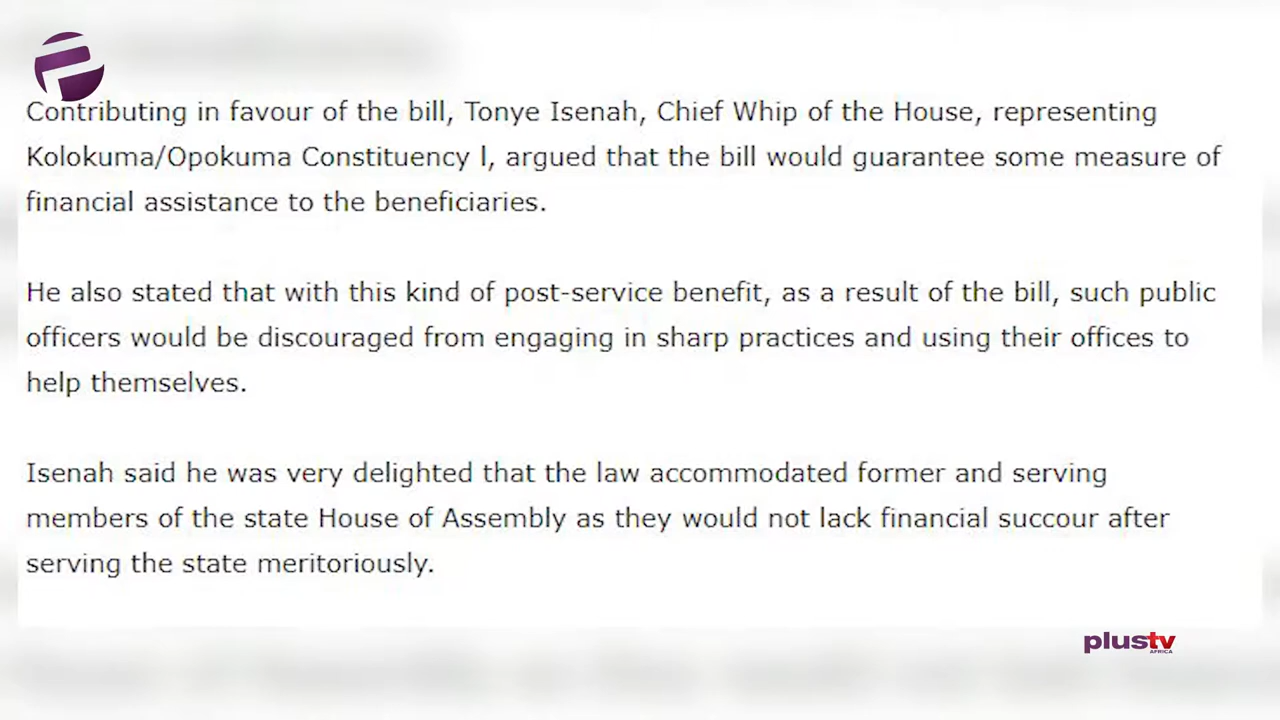 Contributing in favour of the bill, Tonye Isenah, Chief Whip of the House, representing
Kolokuma/Opokuma Constituency l, argued that the bill would guarantee some measure of
financial assistance to the beneficiaries.
He also stated that with this kind of post-service benefit, as a result of the bill, such public
officers would be discouraged from engaging in sharp practices and using their offices to
help themselves.
Isenah said he was very delighted that the law accommodated former and serving
members of the state House of Assembly as they would not lack financial succour after
serving the state meritoriously.
plustv
AFRICA